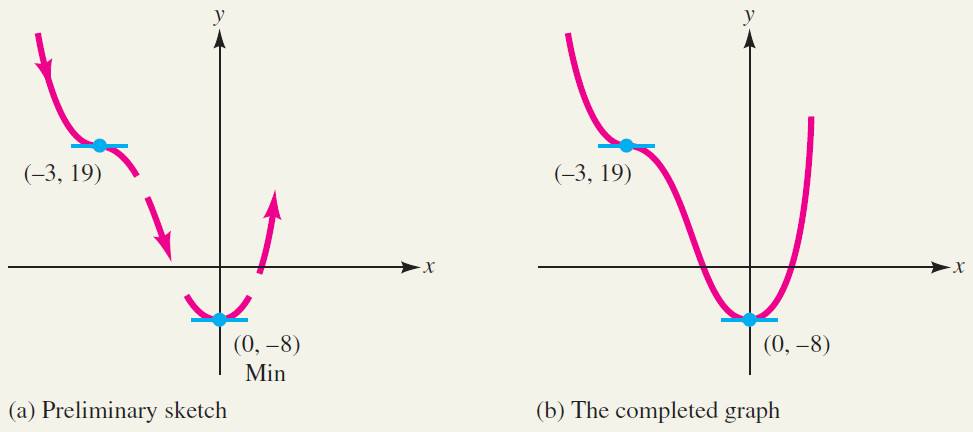 y
(–3, 19)
x
(0, –8)
Min
(a) Preliminary sketch
y
(–3, 19)
x
(0, –8)
(b) The completed graph